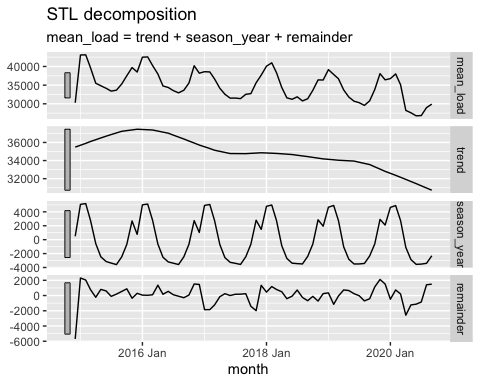 STL decomposition
mean_load = trend + season_year + remainder
40000
35000
30000
mean_load
36000
34000
32000
trend
4000
2000
0
-2000
-4000
season_year
2000
0
-2000
-4000
-6000
remainder
2016 Jan
2018 Jan
2020 Jan
month